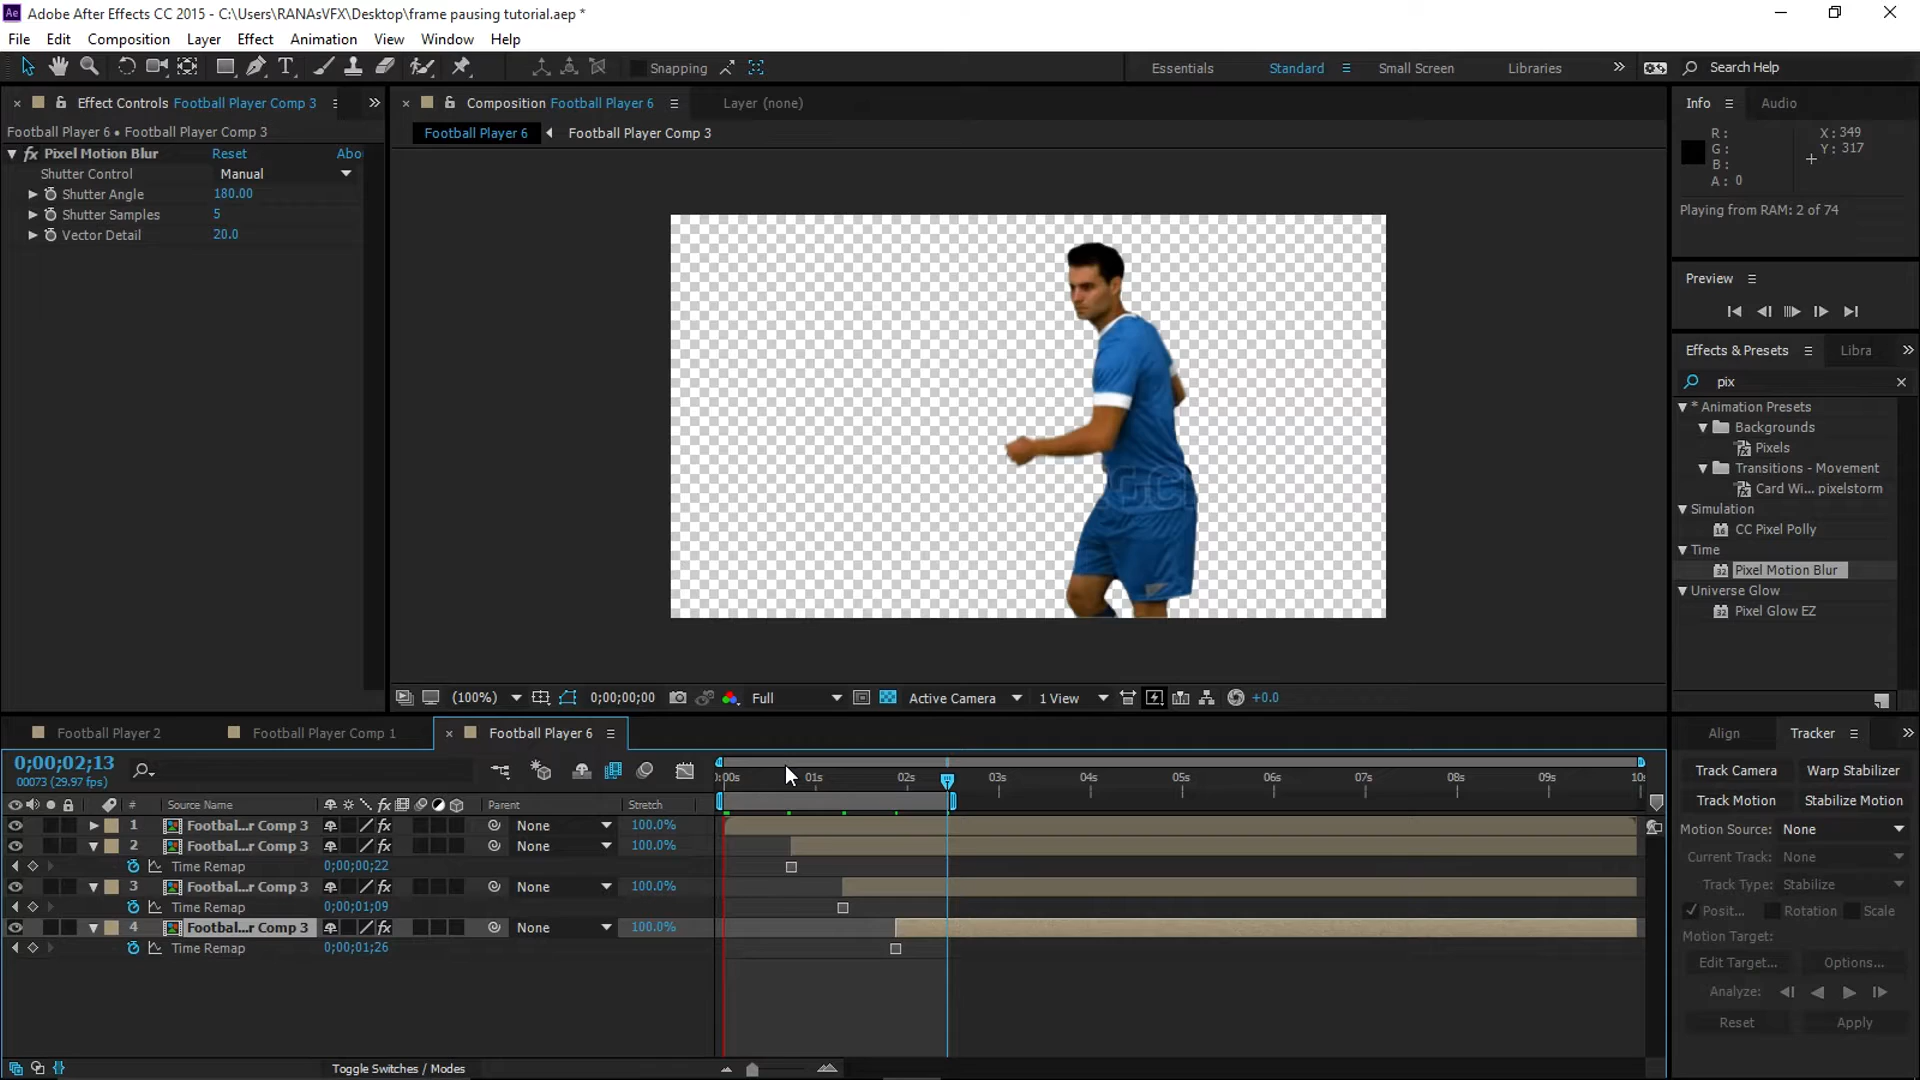 Adobe After Effects CC 2015 - C:\Users\RANAsVFX\Desktop\frame pausing tutorial.aep *
File Edit Composition Layer Effect Animation View Window Help
Snapping Essentials Standard Small Screen Libraries Search Help
Effect Controls Football Player Comp 3
Composition Football Player 6
Layer (none)
Info Audio
Football Player 6 • Football Player Comp 3
Football Player 6 Football Player Comp 3
fx Pixel Motion Blur Reset Abo
Shutter Control Manual
Shutter Angle 180.00
Shutter Samples 5
Vector Detail 20.0
R: X: 349
G: Y: 317
B:
A: 0
Playing from RAM: 2 of 74
Preview
Effects & Presets Libra
pix
* Animation Presets
Backgrounds
Pixels
Transitions - Movement
Card Wi... pixelstorm
Simulation
CC Pixel Polly
Time
Pixel Motion Blur
Universe Glow
Pixel Glow EZ
(100%) 0;00;00;00 Full Active Camera 1 View +0.0
Football Player 2 Football Player Comp 1 Football Player 6
Align Tracker
0;00;02;13
00073 (29.97 fps)
):00s 01s 02s 03s 04s 05s 06s 07s 08s 09s 10s
# Source Name fx Parent Stretch
1 Footbal...r Comp 3 fx None 100.0%
2 Footbal...r Comp 3 fx None 100.0%
Time Remap 0;00;00;22
3 Footbal...r Comp 3 fx None 100.0%
Time Remap 0;00;01;09
4 Footbal...r Comp 3 fx None 100.0%
Time Remap 0;00;01;26
Toggle Switches / Modes
Track Camera Warp Stabilizer
Track Motion Stabilize Motion
Motion Source: None
Current Track: None
Track Type: Stabilize
Posit... Rotation Scale
Motion Target:
Edit Target... Options...
Analyze:
Reset Apply